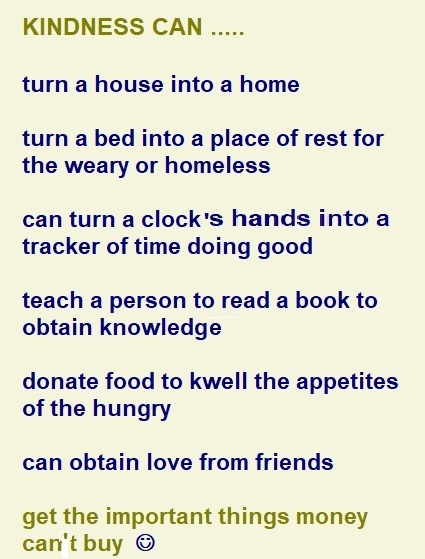 KINDNESS CAN .....
turn a house into a home
turn a bed into a place of rest for
the weary or homeless
can turn a clock's hands into a
tracker of time doing good
teach a person to read a book to
obtain knowledge
donate food to kwell the appetites
of the hungry
can obtain love from friends
get the important things money
can't buy ☺